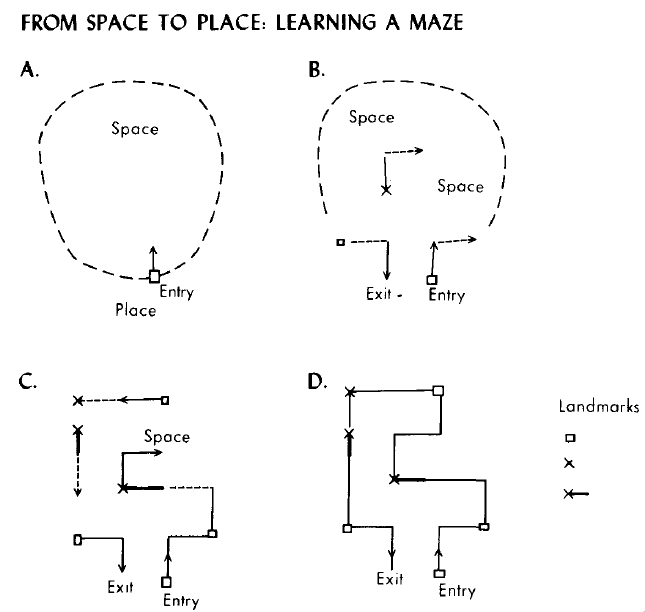 FROM SPACE TO PLACE: LEARNING A MAZE
A.
Space
Entry
Place
B.
Space
Space
Exit -
Entry
C.
Space
Exit
Entry
D.
Exit
Entry
Landmarks